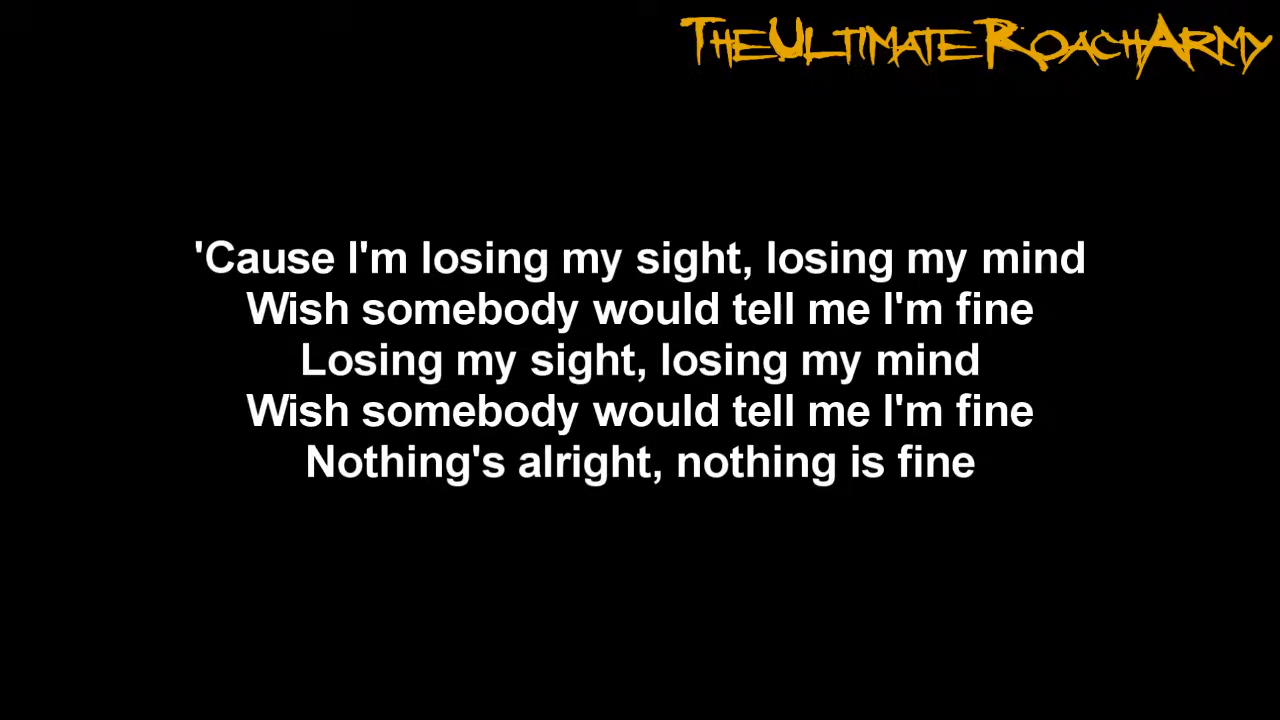 TheUltimateRoachArmy
'Cause I'm losing my sight, losing my mind
Wish somebody would tell me I'm fine
Losing my sight, losing my mind
Wish somebody would tell me I'm fine
Nothing's alright, nothing is fine